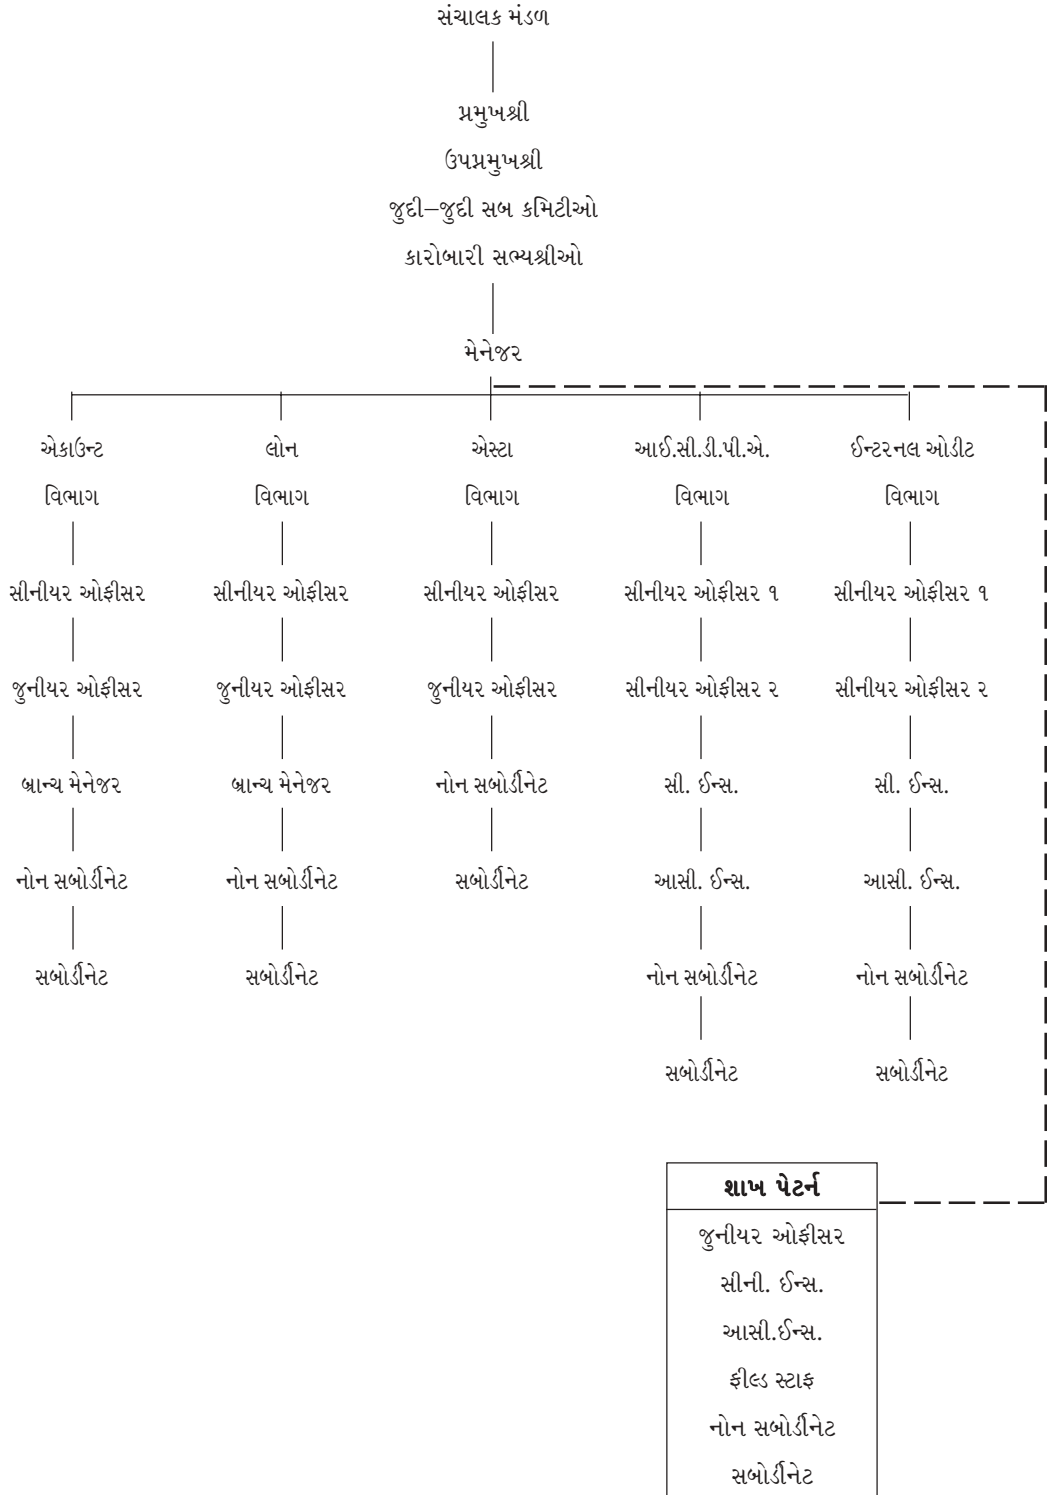 સંચાલક મંડળ
પ્રમુખશ્રી
ઉપપ્રમુખશ્રી
જુદી–જુદી સબ કમિટીઓ
કારોબારી સભ્યશ્રીઓ
મેનેજર
એકાઉન્ટ લોન એસ્ટા આઈ.સી.ડી.પી.એ. ઈન્ટરનલ ઓડીટ
વિભાગ વિભાગ વિભાગ વિભાગ વિભાગ
સીનીયર ઓફીસર સીનીયર ઓફીસર સીનીયર ઓફીસર સીનીયર ઓફીસર ૧ સીનીયર ઓફીસર ૧
જુનીયર ઓફીસર જુનીયર ઓફીસર જુનીયર ઓફીસર સીનીયર ઓફીસર ૨ સીનીયર ઓફીસર ૨
બ્રાન્ચ મેનેજર બ્રાન્ચ મેનેજર નોન સબોર્ડીનેટ સી. ઈન્સ. સી. ઈન્સ.
નોન સબોર્ડીનેટ નોન સબોર્ડીનેટ સબોર્ડીનેટ આસી. ઈન્સ. આસી. ઈન્સ.
સબોર્ડીનેટ સબોર્ડીનેટ નોન સબોર્ડીનેટ નોન સબોર્ડીનેટ
સબોર્ડીનેટ સબોર્ડીનેટ
શાખ પેટર્ન
જુનીયર ઓફીસર
સીની. ઈન્સ.
આસી.ઈન્સ.
ફીલ્ડ સ્ટાફ
નોન સબોર્ડીનેટ
સબોર્ડીનેટ